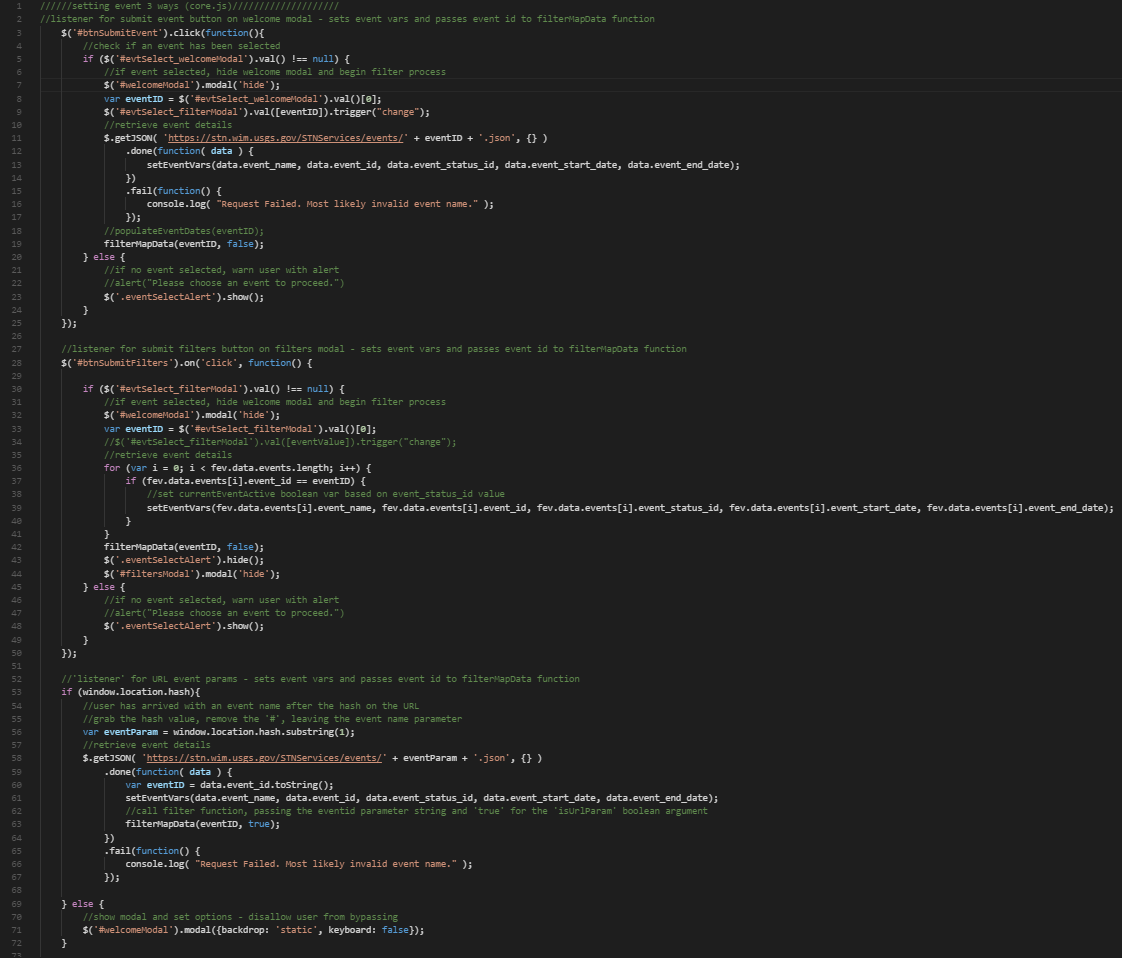 1 //////setting event 3 ways (core.js)////////////////////
2 //listener for submit event button on welcome modal - sets event vars and passes event id to filterMapData function
3 $('#btnSubmitEvent').click(function(){
4 //check if an event has been selected
5 if ($('#evtSelect_welcomeModal').val() !== null) {
6 //if event selected, hide welcome modal and begin filter process
7 $('#welcomeModal').modal('hide');
8 var eventID = $('#evtSelect_welcomeModal').val()[0];
9 $('#evtSelect_filterModal').val([eventID]).trigger("change");
10 //retrieve event details
11 $.getJSON( 'https://stn.wim.usgs.gov/STNServices/events/' + eventID + '.json', {} )
12 .done(function( data ) {
13 setEventVars(data.event_name, data.event_id, data.event_status_id, data.event_start_date, data.event_end_date);
14 })
15 .fail(function() {
16 console.log( "Request Failed. Most likely invalid event name." );
17 });
18 //populateEventDates(eventID);
19 filterMapData(eventID, false);
20 } else {
21 //if no event selected, warn user with alert
22 //alert("Please choose an event to proceed.")
23 $('.eventSelectAlert').show();
24 }
25 });
26
27 //listener for submit filters button on filters modal - sets event vars and passes event id to filterMapData function
28 $('#btnSubmitFilters').on('click', function() {
29
30 if ($('#evtSelect_filterModal').val() !== null) {
31 //if event selected, hide welcome modal and begin filter process
32 $('#welcomeModal').modal('hide');
33 var eventID = $('#evtSelect_filterModal').val()[0];
34 //$('#evtSelect_filterModal').val([eventValue]).trigger("change");
35 //retrieve event details
36 for (var i = 0; i < fev.data.events.length; i++) {
37 if (fev.data.events[i].event_id == eventID) {
38 //set currentEventActive boolean var based on event_status_id value
39 setEventVars(fev.data.events[i].event_name, fev.data.events[i].event_id, fev.data.events[i].event_status_id, fev.data.events[i].event_start_date, fev.data.events[i].event_end_date);
40 }
41 }
42 filterMapData(eventID, false);
43 $('.eventSelectAlert').hide();
44 $('#filtersModal').modal('hide');
45 } else {
46 //if no event selected, warn user with alert
47 //alert("Please choose an event to proceed.")
48 $('.eventSelectAlert').show();
49 }
50 });
51
52 //'listener' for URL event params - sets event vars and passes event id to filterMapData function
53 if (window.location.hash){
54 //user has arrived with an event name after the hash on the URL
55 //grab the hash value, remove the '#', leaving the event name parameter
56 var eventParam = window.location.hash.substring(1);
57 //retrieve event details
58 $.getJSON( 'https://stn.wim.usgs.gov/STNServices/events/' + eventParam + '.json', {} )
59 .done(function( data ) {
60 var eventID = data.event_id.toString();
61 setEventVars(data.event_name, data.event_id, data.event_status_id, data.event_start_date, data.event_end_date);
62 //call filter function, passing the eventid parameter string and 'true' for the 'isUrlParam' boolean argument
63 filterMapData(eventID, true);
64 })
65 .fail(function() {
66 console.log( "Request Failed. Most likely invalid event name." );
67 });
68
69 } else {
70 //show modal and set options - disallow user from bypassing
71 $('#welcomeModal').modal({backdrop: 'static', keyboard: false});
72 }
73